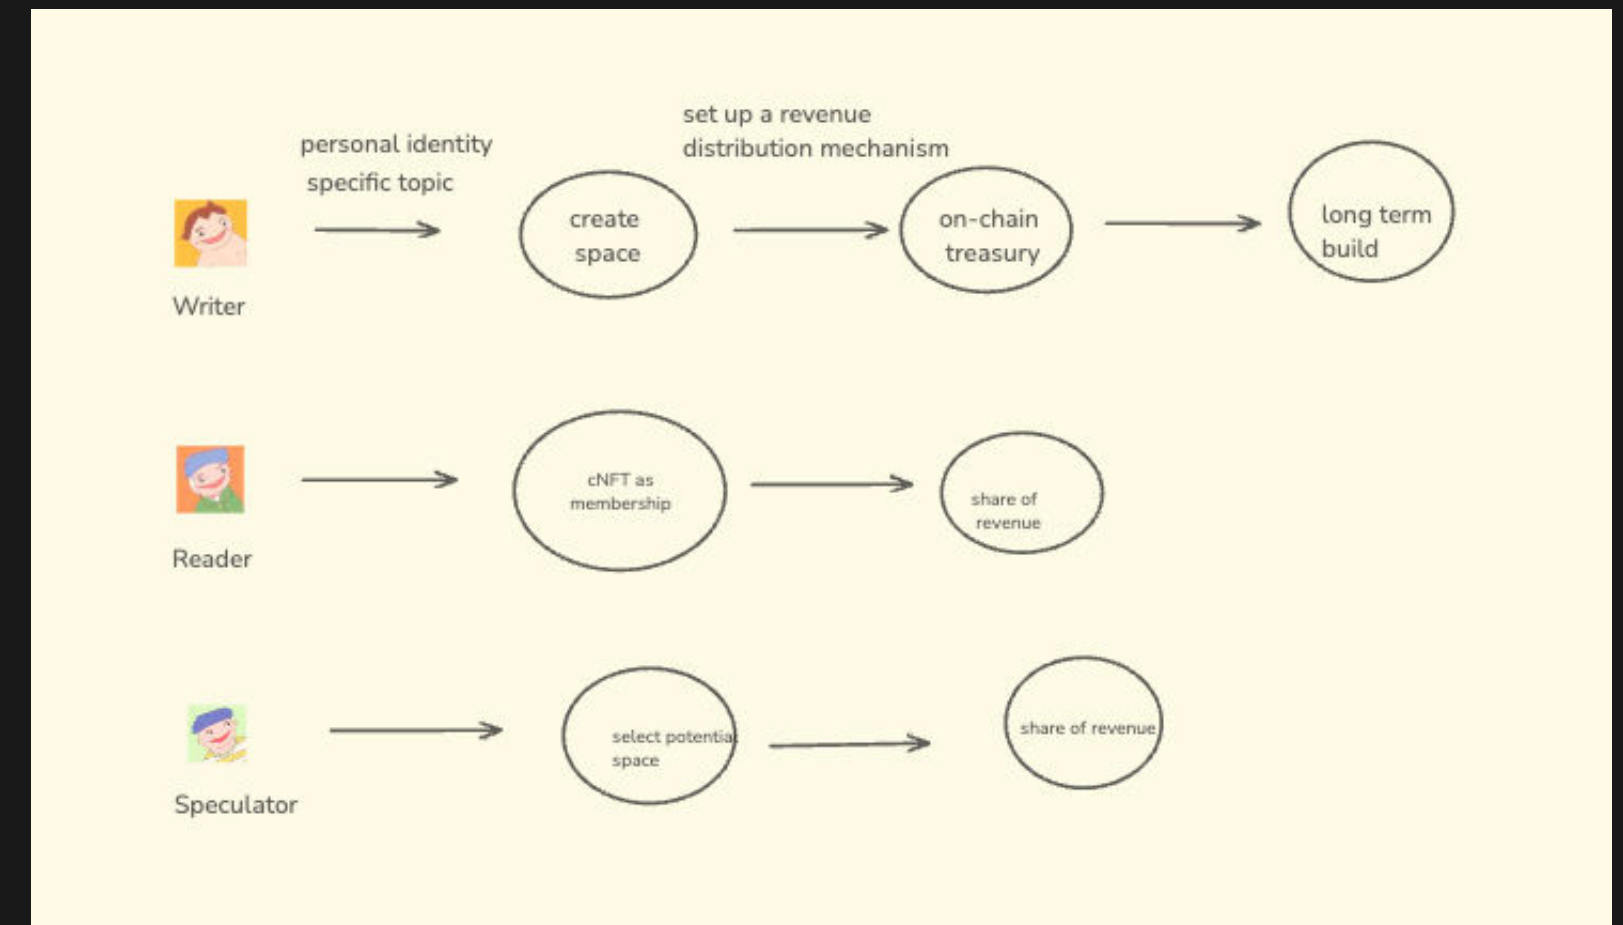 set up a revenue
distribution mechanism
personal identity
specific topic
create
space
on-chain
treasury
long term
build
Writer
cNFT as
membership
share of
revenue
Reader
select potential
space
share of revenue
Speculator